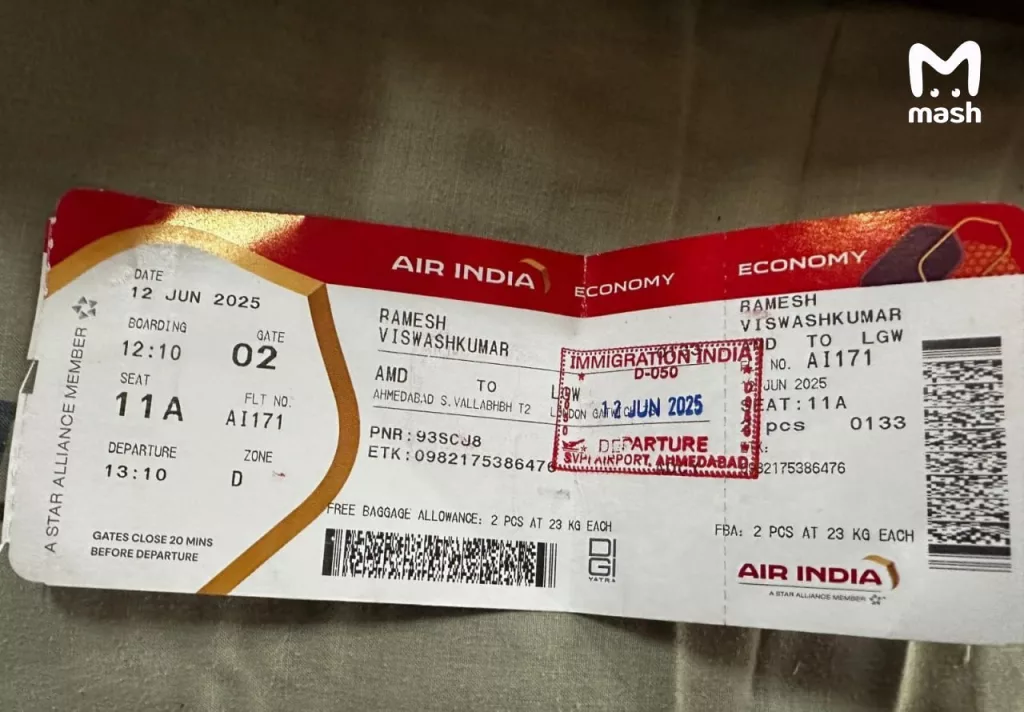 mash
DATE
12 JUN 2025
BOARDING
12:10
GATE
02
SEAT
11A
FLT NO.
AI171
DEPARTURE
13:10
ZONE
D
GATES CLOSE 20 MINS
BEFORE DEPARTURE
A STAR ALLIANCE MEMBER
AIR INDIA
RAMESH
VISWASHKUMAR
AMD TO LGW
AHMEDABAD S.VALLABHBH T2 LONDON
PNR:93SCJ8
ETK:0982175386476
FREE BAGGAGE ALLOWANCE: 2 PCS AT 23 KG EACH
DIGI
YATRA
ECONOMY
IMMIGRATION INDIA
D-050
12 JUN 2025
DEPARTURE
SVPI AIRPORT, AHMEDABAD
ECONOMY
RAMESH
VISWASHKUMAR
TO LGW
NO. AI171
JUN 2025
SEAT:11A
pcs 0133
0982175386476
FBA: 2 PCS AT 23 KG EACH
AIR INDIA
A STAR ALLIANCE MEMBER